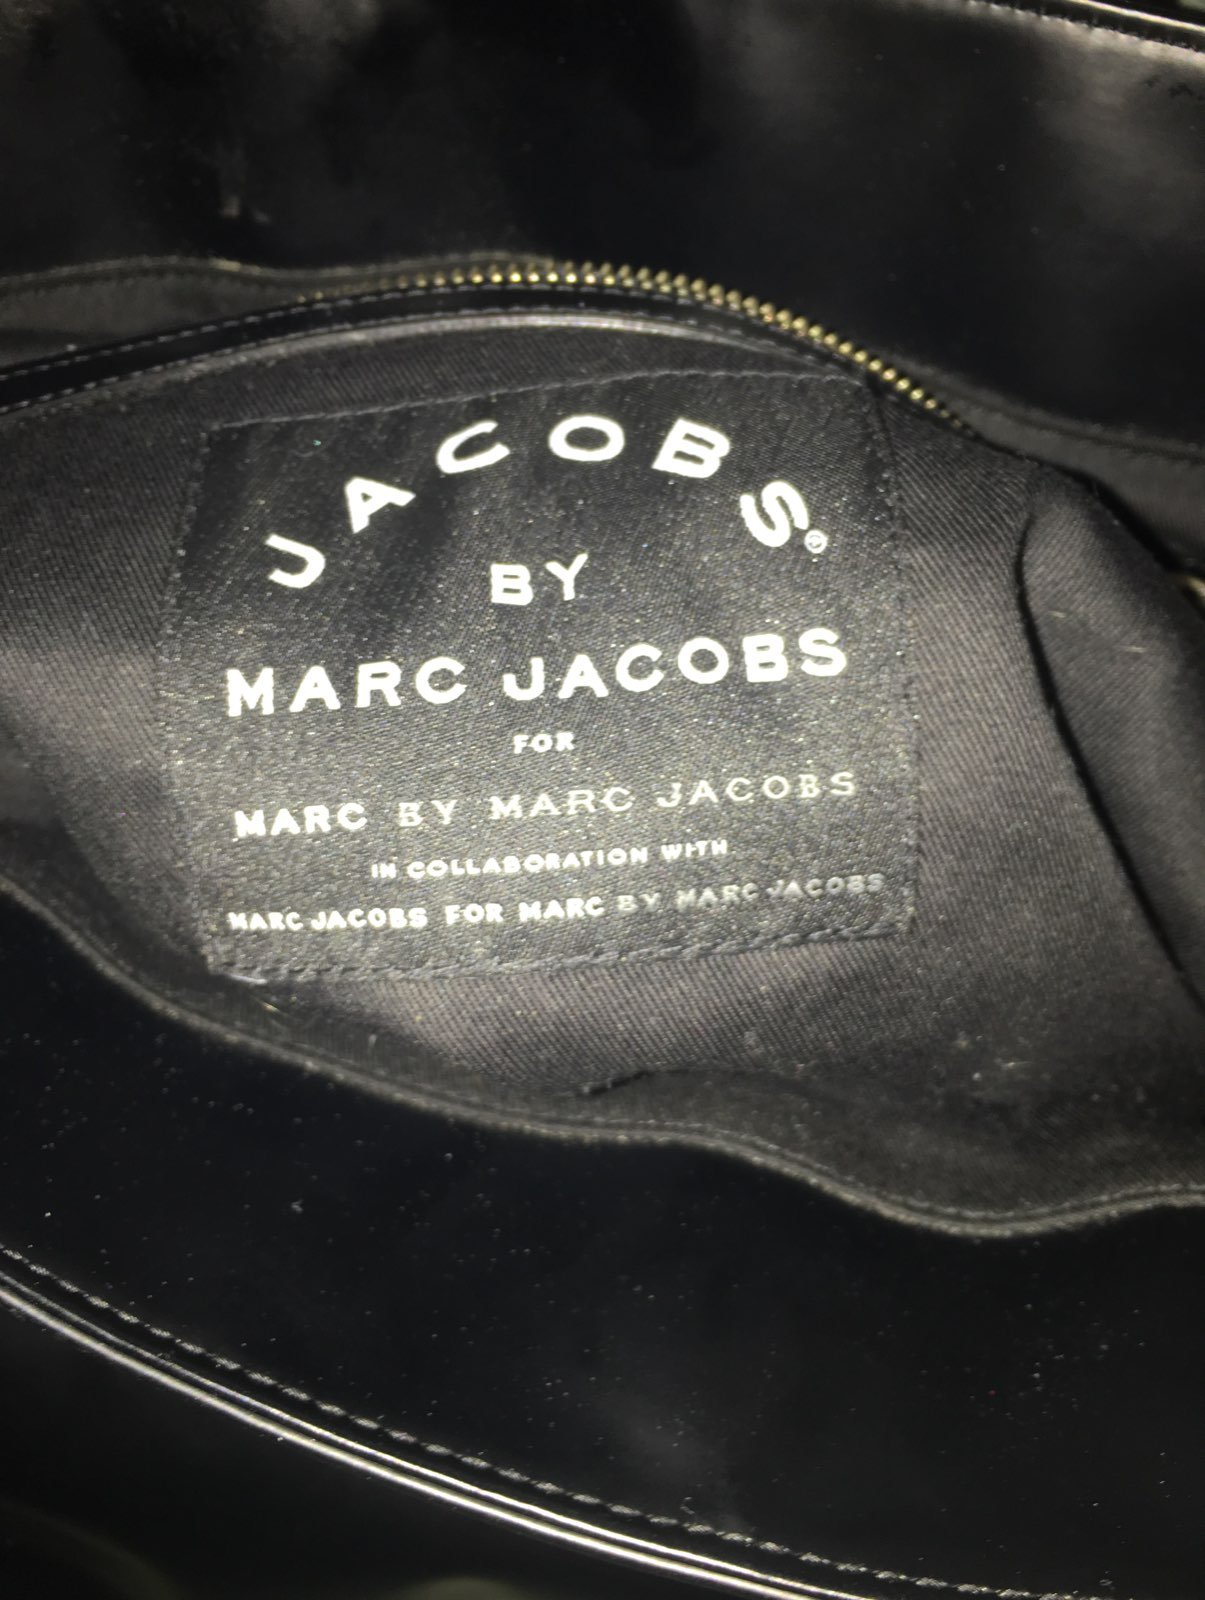 JACOBS®
BY
MARC JACOBS
FOR
MARC BY MARC JACOBS
IN COLLABORATION WITH
MARC JACOBS FOR MARC BY MARC JACOBS